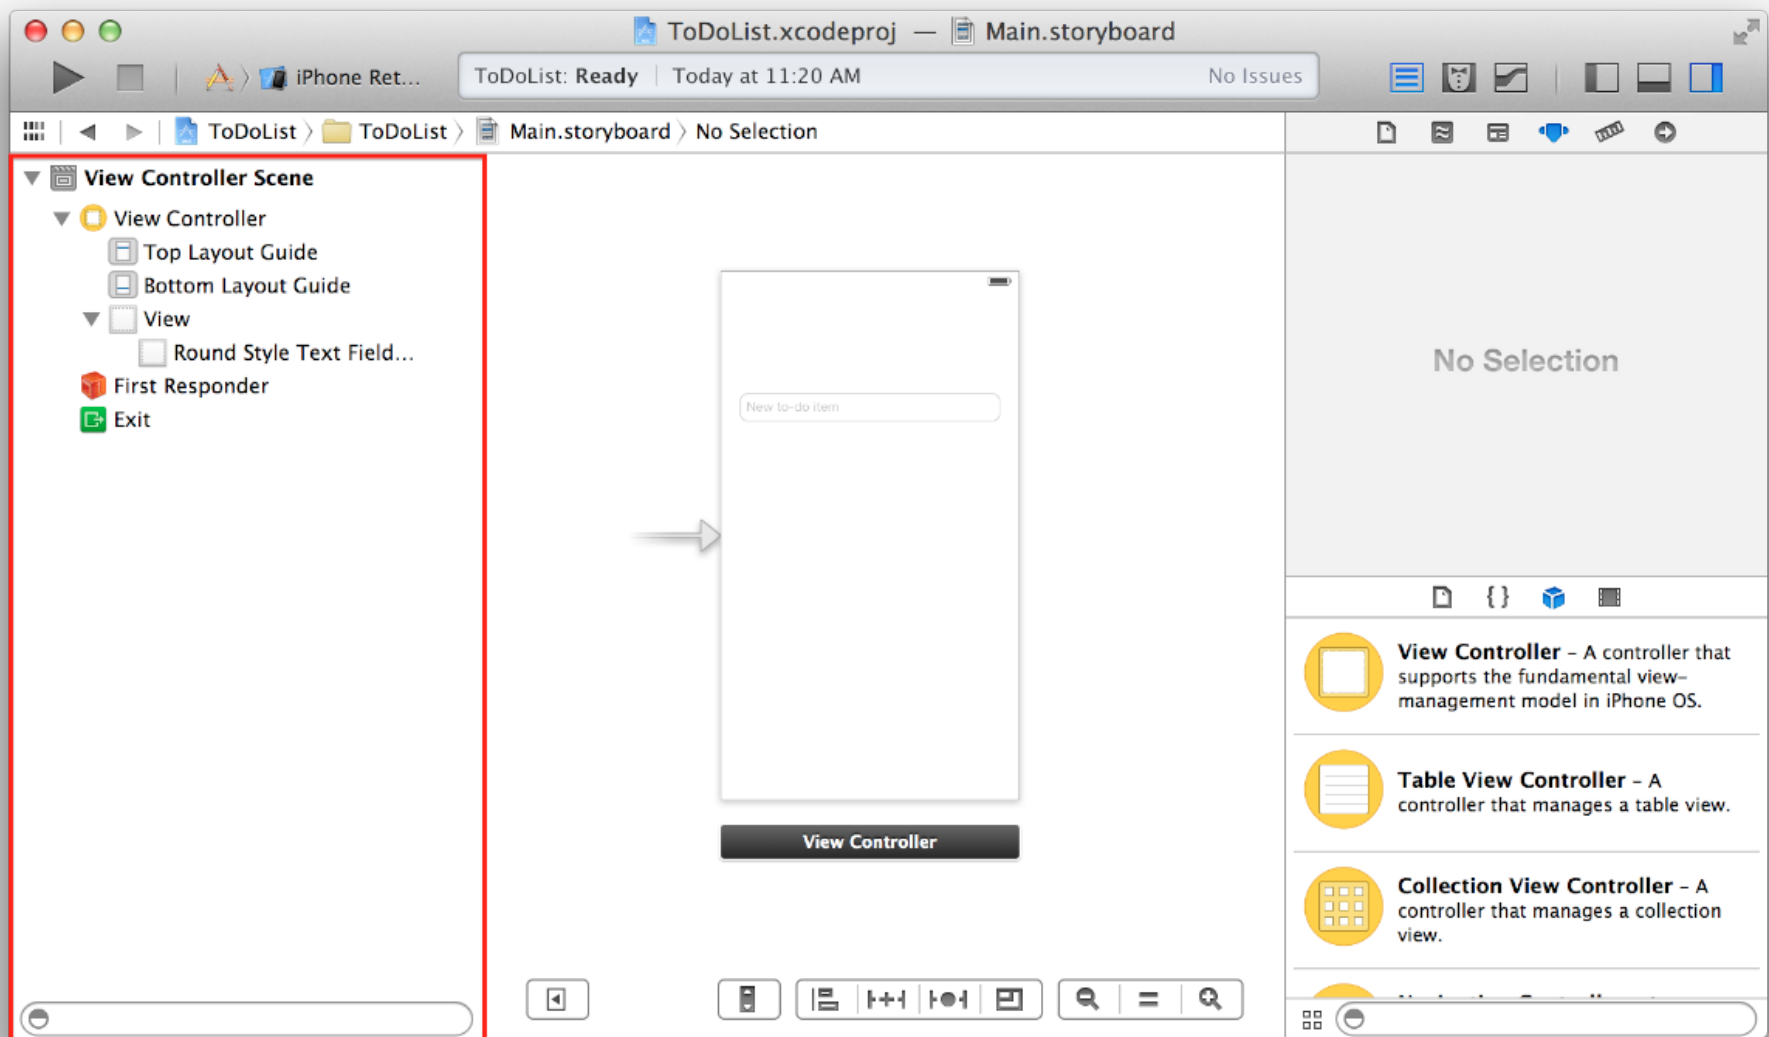 ToDoList.xcodeproj — Main.storyboard
iPhone Ret...
ToDoList: Ready
Today at 11:20 AM
No Issues
ToDoList
ToDoList
Main.storyboard
No Selection
View Controller Scene
View Controller
Top Layout Guide
Bottom Layout Guide
View
Round Style Text Field...
First Responder
Exit
New to-do item
View Controller
No Selection
{ }
View Controller – A controller that
supports the fundamental view-
management model in iPhone OS.
Table View Controller – A
controller that manages a table view.
Collection View Controller – A
controller that manages a collection
view.